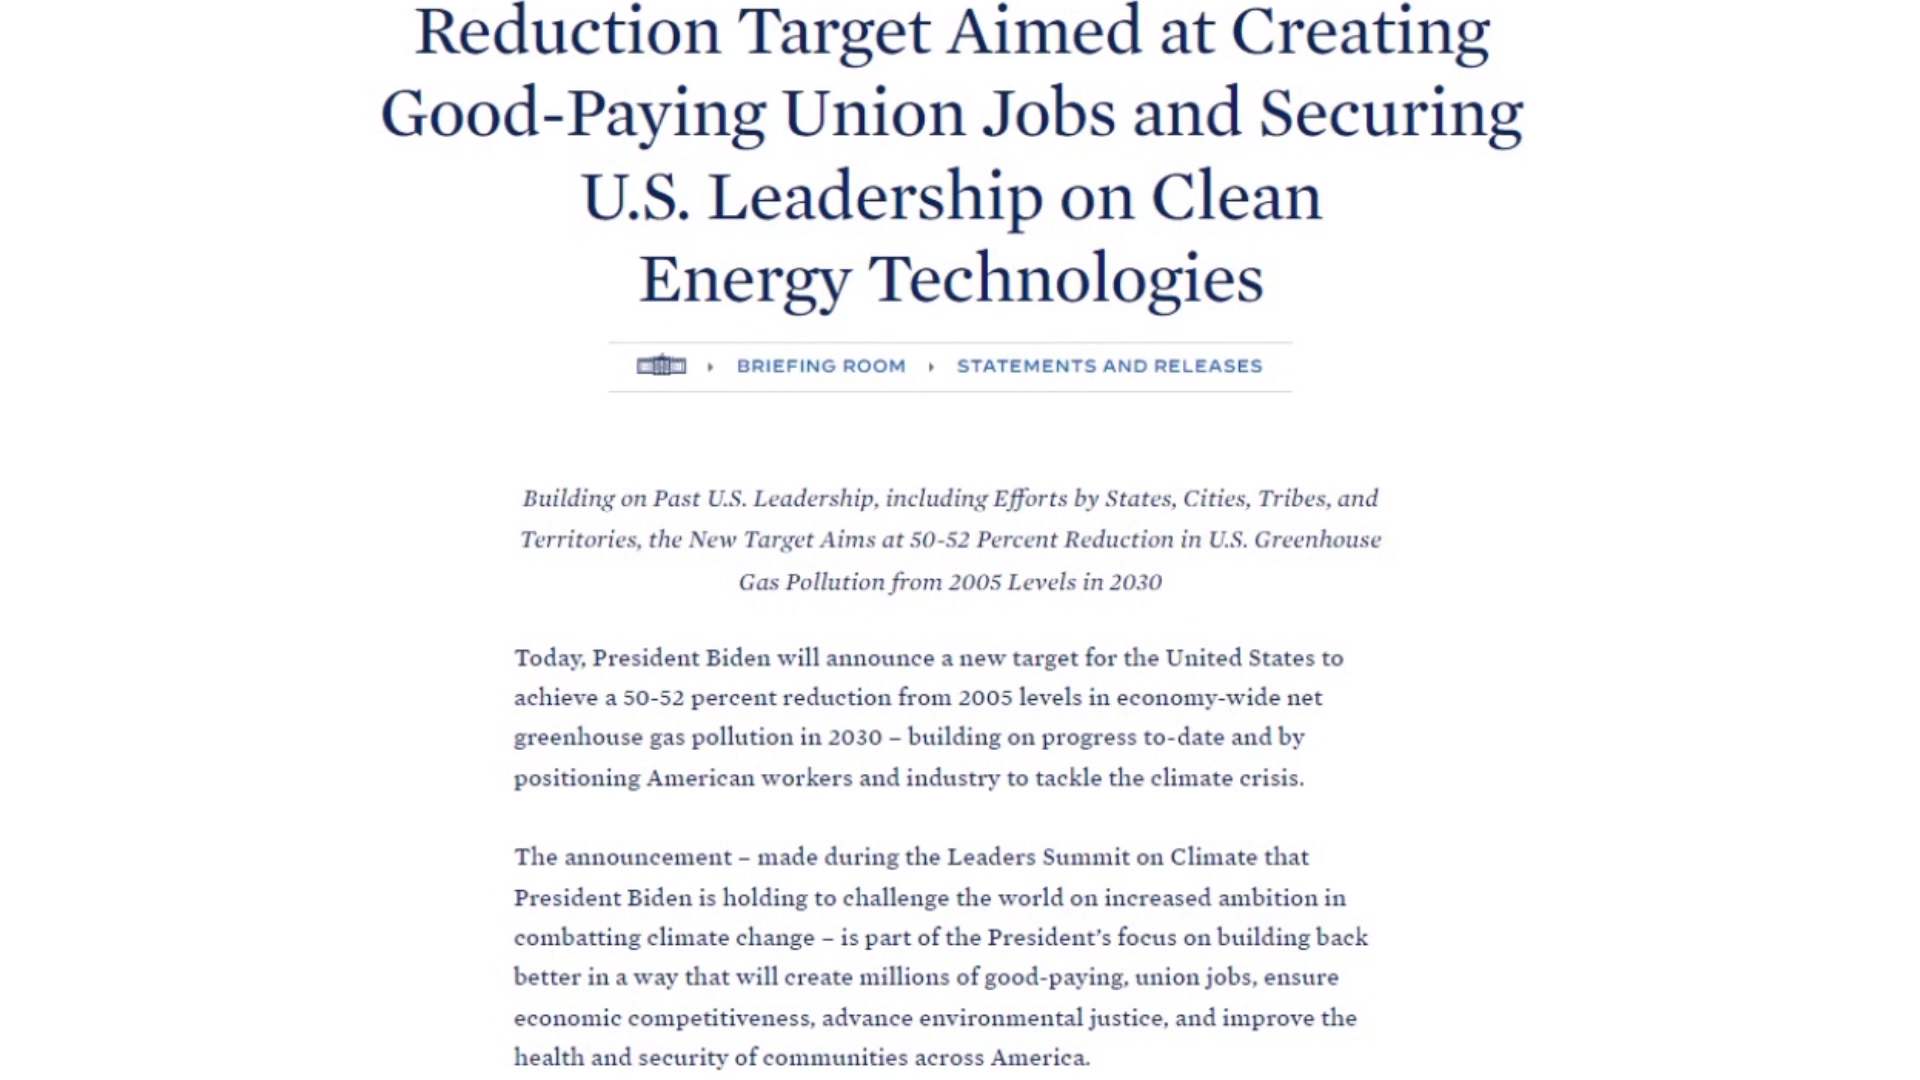 Reduction Target Aimed at Creating
Good-Paying Union Jobs and Securing
U.S. Leadership on Clean
Energy Technologies
BRIEFING ROOM STATEMENTS AND RELEASES
Building on Past U.S. Leadership, including Efforts by States, Cities, Tribes, and
Territories, the New Target Aims at 50-52 Percent Reduction in U.S. Greenhouse
Gas Pollution from 2005 Levels in 2030
Today, President Biden will announce a new target for the United States to
achieve a 50-52 percent reduction from 2005 levels in economy-wide net
greenhouse gas pollution in 2030 – building on progress to-date and by
positioning American workers and industry to tackle the climate crisis.
The announcement – made during the Leaders Summit on Climate that
President Biden is holding to challenge the world on increased ambition in
combatting climate change – is part of the President’s focus on building back
better in a way that will create millions of good-paying, union jobs, ensure
economic competitiveness, advance environmental justice, and improve the
health and security of communities across America.